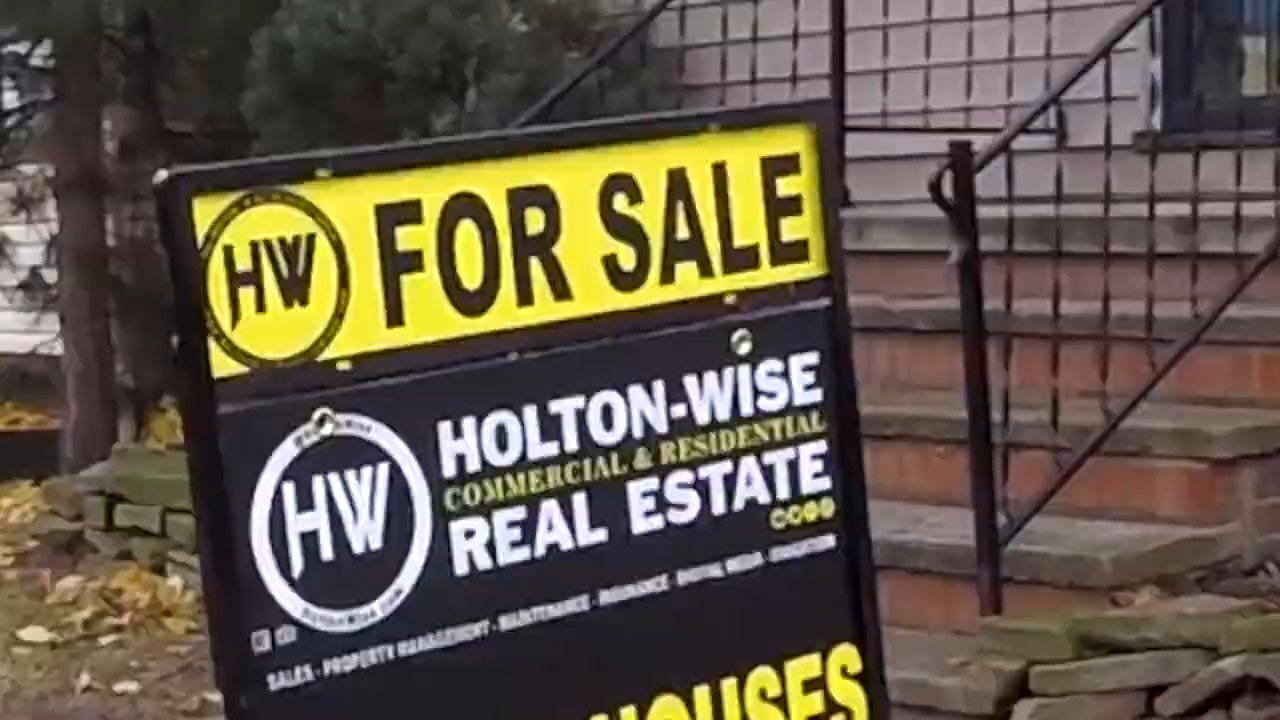 HW FOR SALE
HOLTON-WISE
COMMERCIAL & RESIDENTIAL
REAL ESTATE
HW
SALES - PROPERTY MANAGEMENT - MAINTENANCE - INSURANCE - DIGITAL MEDIA - EDUCATION
HOUSES